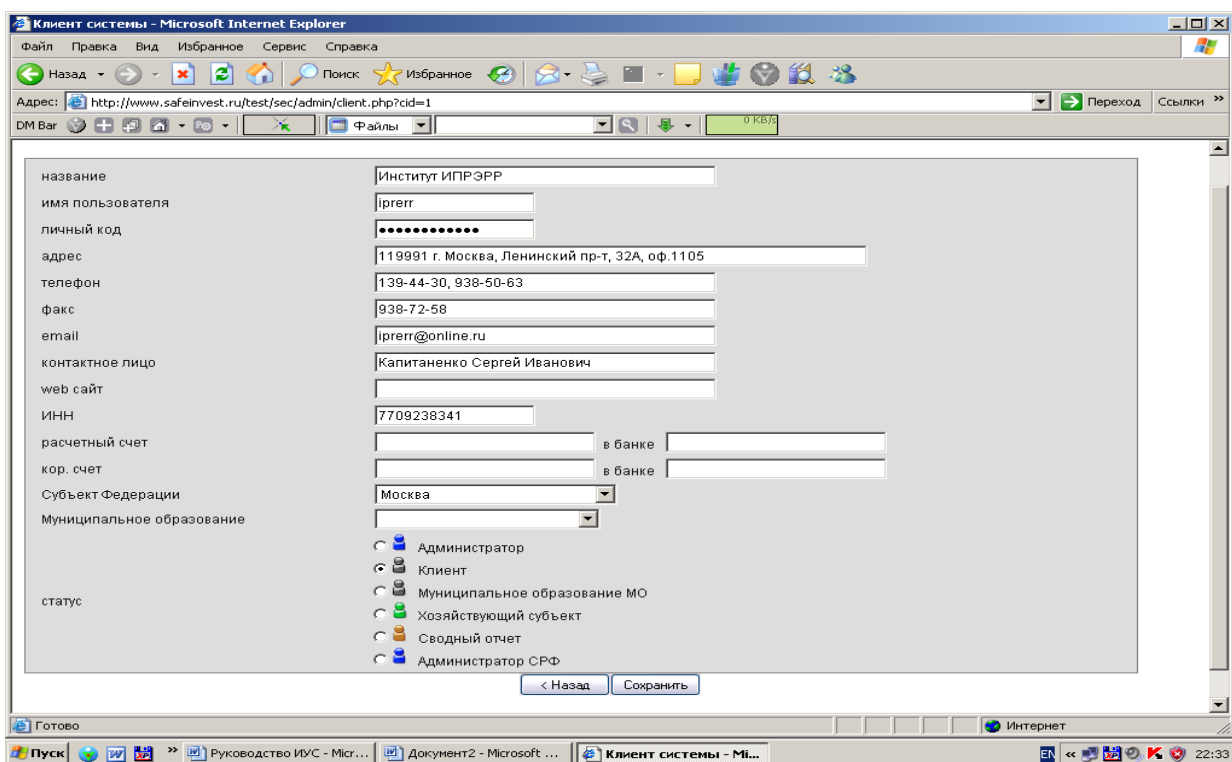 Клиент системы - Microsoft Internet Explorer
Файл Правка Вид Избранное Сервис Справка
Назад Поиск Избранное
Адрес: http://www.safeinvest.ru/test/sec/admin/client.php?cid=1 Переход Ссылки »
DM Bar Файлы 0 KB/s
название Институт ИПРЭРР
имя пользователя iprerr
личный код ●●●●●●●●●●●●
адрес 119991 г. Москва, Ленинский пр-т, 32А, оф.1105
телефон 139-44-30, 938-50-63
факс 938-72-58
email iprerr@online.ru
контактное лицо Капитаненко Сергей Иванович
web сайт
ИНН 7709238341
расчетный счет в банке
кор. счет в банке
Субъект Федерации Москва
Муниципальное образование
Администратор
Клиент
Муниципальное образование МО
статус
Хозяйствующий субъект
Сводный отчет
Администратор СРФ
< Назад Сохранить
Готово Интернет
Пуск » Руководство ИУС - Micr... Документ2 - Microsoft ... Клиент системы - Mi... EN « 22:33